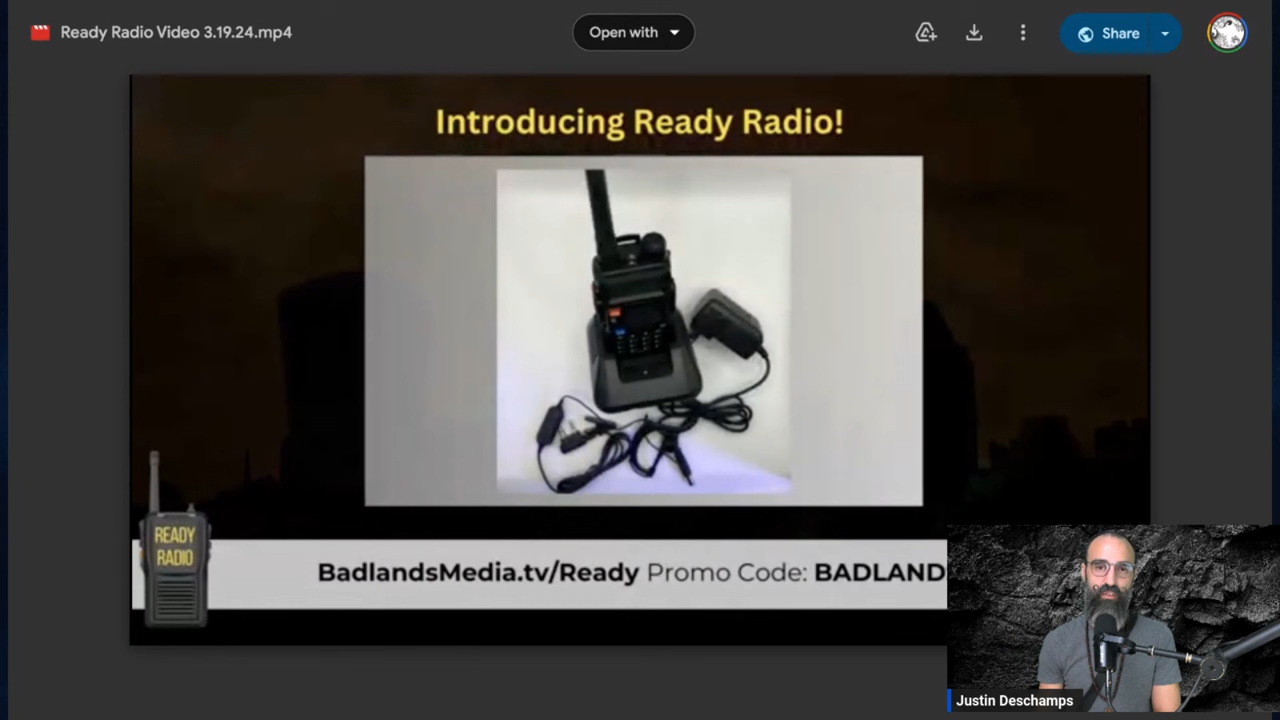 Ready Radio Video 3.19.24.mp4
Open with
Share
Introducing Ready Radio!
READY
RADIO
BadlandsMedia.tv/Ready Promo Code: BADLAND
Justin Deschamps